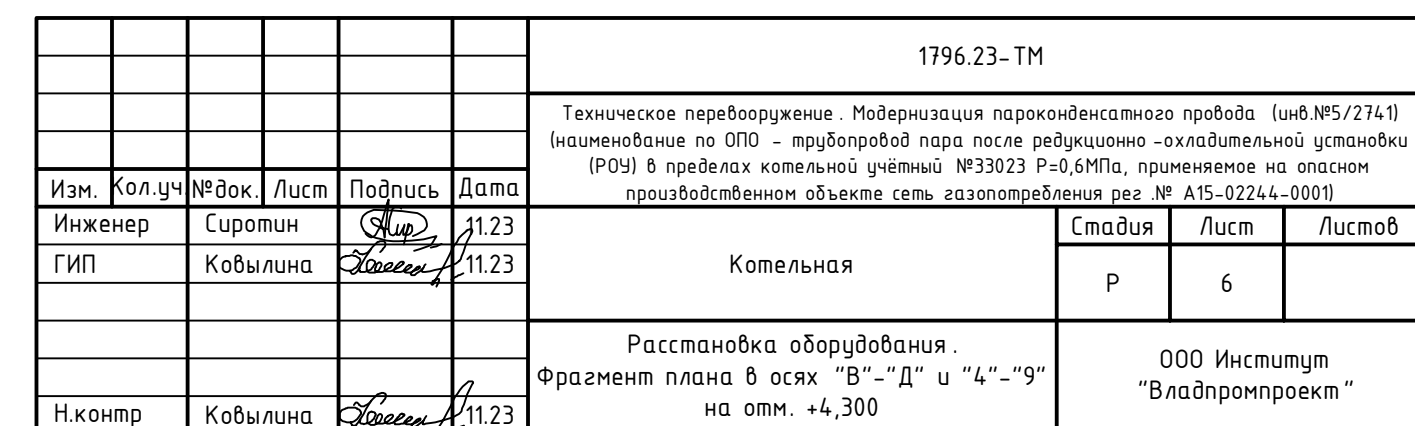 1796.23-ТМ
Техническое перевооружение. Модернизация пароконденсатного провода (инв.№5/2741)
(наименование по ОПО - трубопровод пара после редукционно-охладительной установки
(РОУ) в пределах котельной учётный №33023 Р=0,6МПа, применяемое на опасном
производственном объекте сеть газопотребления рег.№ А15-02244-0001)
Изм. Кол.уч. №док. Лист Подпись Дата
Инженер Сиротин 11.23
Котельная
Стадия Лист Листов
ГИП Ковылина 11.23
Р 6
Расстановка оборудования.
Фрагмент плана в осях "В"-"Д" и "4"-"9"
на отм. +4,300
ООО Институт
"Владпромпроект"
Н.контр Ковылина 11.23